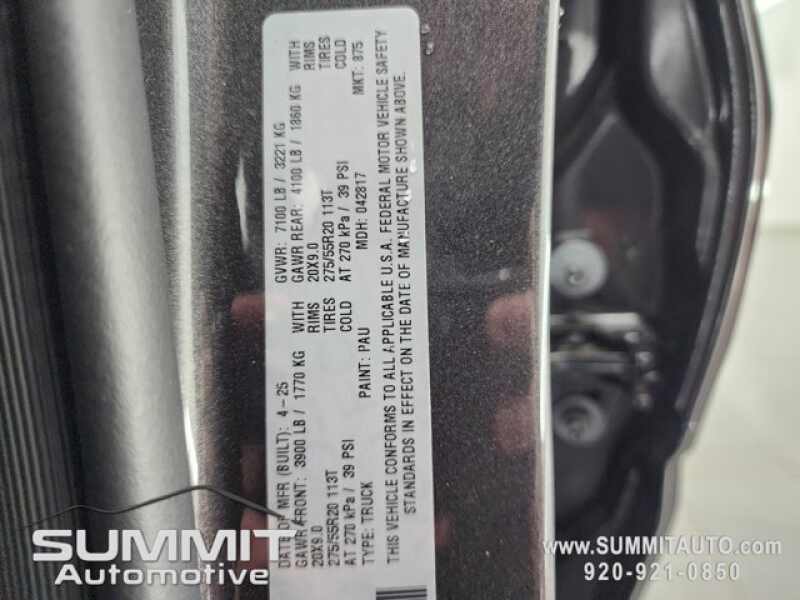 DATE OF MFR (BUILT): 4-25 GVWR: 7100 LB / 3221 KG
GAWR FRONT: 3900 LB / 1770 KG WITH GAWR REAR: 4100 LB / 1860 KG WITH
20X9.0 RIMS 20X9.0 RIMS
275/55R20 113T TIRES 275/55R20 113T TIRES
AT 270 kPa / 39 PSI COLD AT 270 kPa / 39 PSI COLD
TYPE: TRUCK PAINT: PAU MDH: 042817 MKT: 875
THIS VEHICLE CONFORMS TO ALL APPLICABLE U.S.A. FEDERAL MOTOR VEHICLE SAFETY
STANDARDS IN EFFECT ON THE DATE OF MANUFACTURE SHOWN ABOVE.
SUMMIT
Automotive
www.SUMMITAUTO.com
920-921-0850